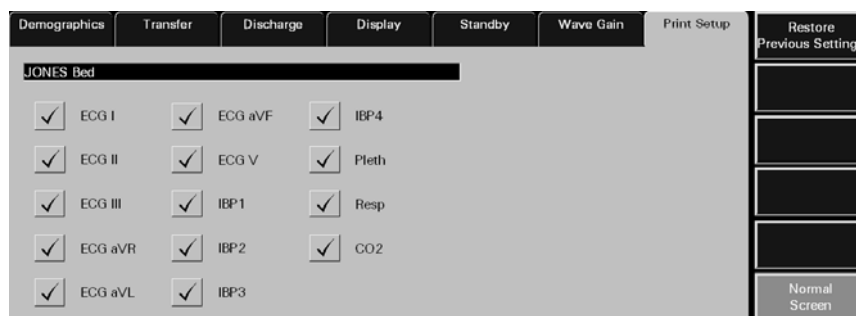 Demographics
Transfer
Discharge
Display
Standby
Wave Gain
Print Setup
Restore
Previous Setting
JONES Bed
ECG I
ECG aVF
IBP4
ECG II
ECG V
Pleth
ECG III
IBP1
Resp
ECG aVR
IBP2
CO2
ECG aVL
IBP3
Normal
Screen